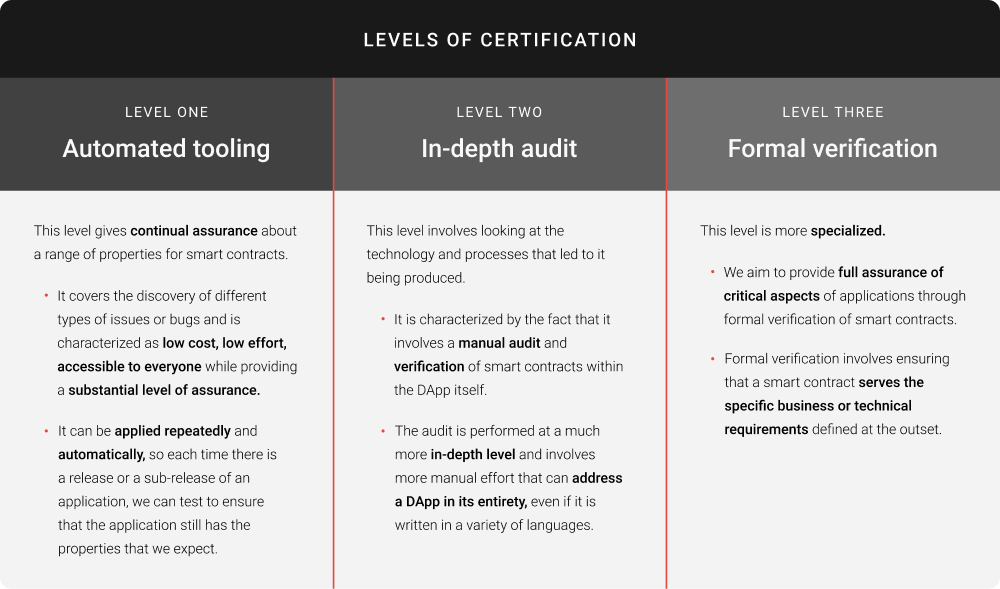 LEVELS OF CERTIFICATION
LEVEL ONE
Automated tooling
This level gives continual assurance about
a range of properties for smart contracts.
• It covers the discovery of different
types of issues or bugs and is
characterized as low cost, low effort,
accessible to everyone while providing
a substantial level of assurance.
• It can be applied repeatedly and
automatically, so each time there is
a release or a sub-release of an
application, we can test to ensure
that the application still has the
properties that we expect.
LEVEL TWO
In-depth audit
This level involves looking at the
technology and processes that led to it
being produced.
• It is characterized by the fact that it
involves a manual audit and
verification of smart contracts within
the DApp itself.
• The audit is performed at a much
more in-depth level and involves
more manual effort that can address
a DApp in its entirety, even if it is
written in a variety of languages.
LEVEL THREE
Formal verification
This level is more specialized.
• We aim to provide full assurance of
critical aspects of applications through
formal verification of smart contracts.
• Formal verification involves ensuring
that a smart contract serves the
specific business or technical
requirements defined at the outset.